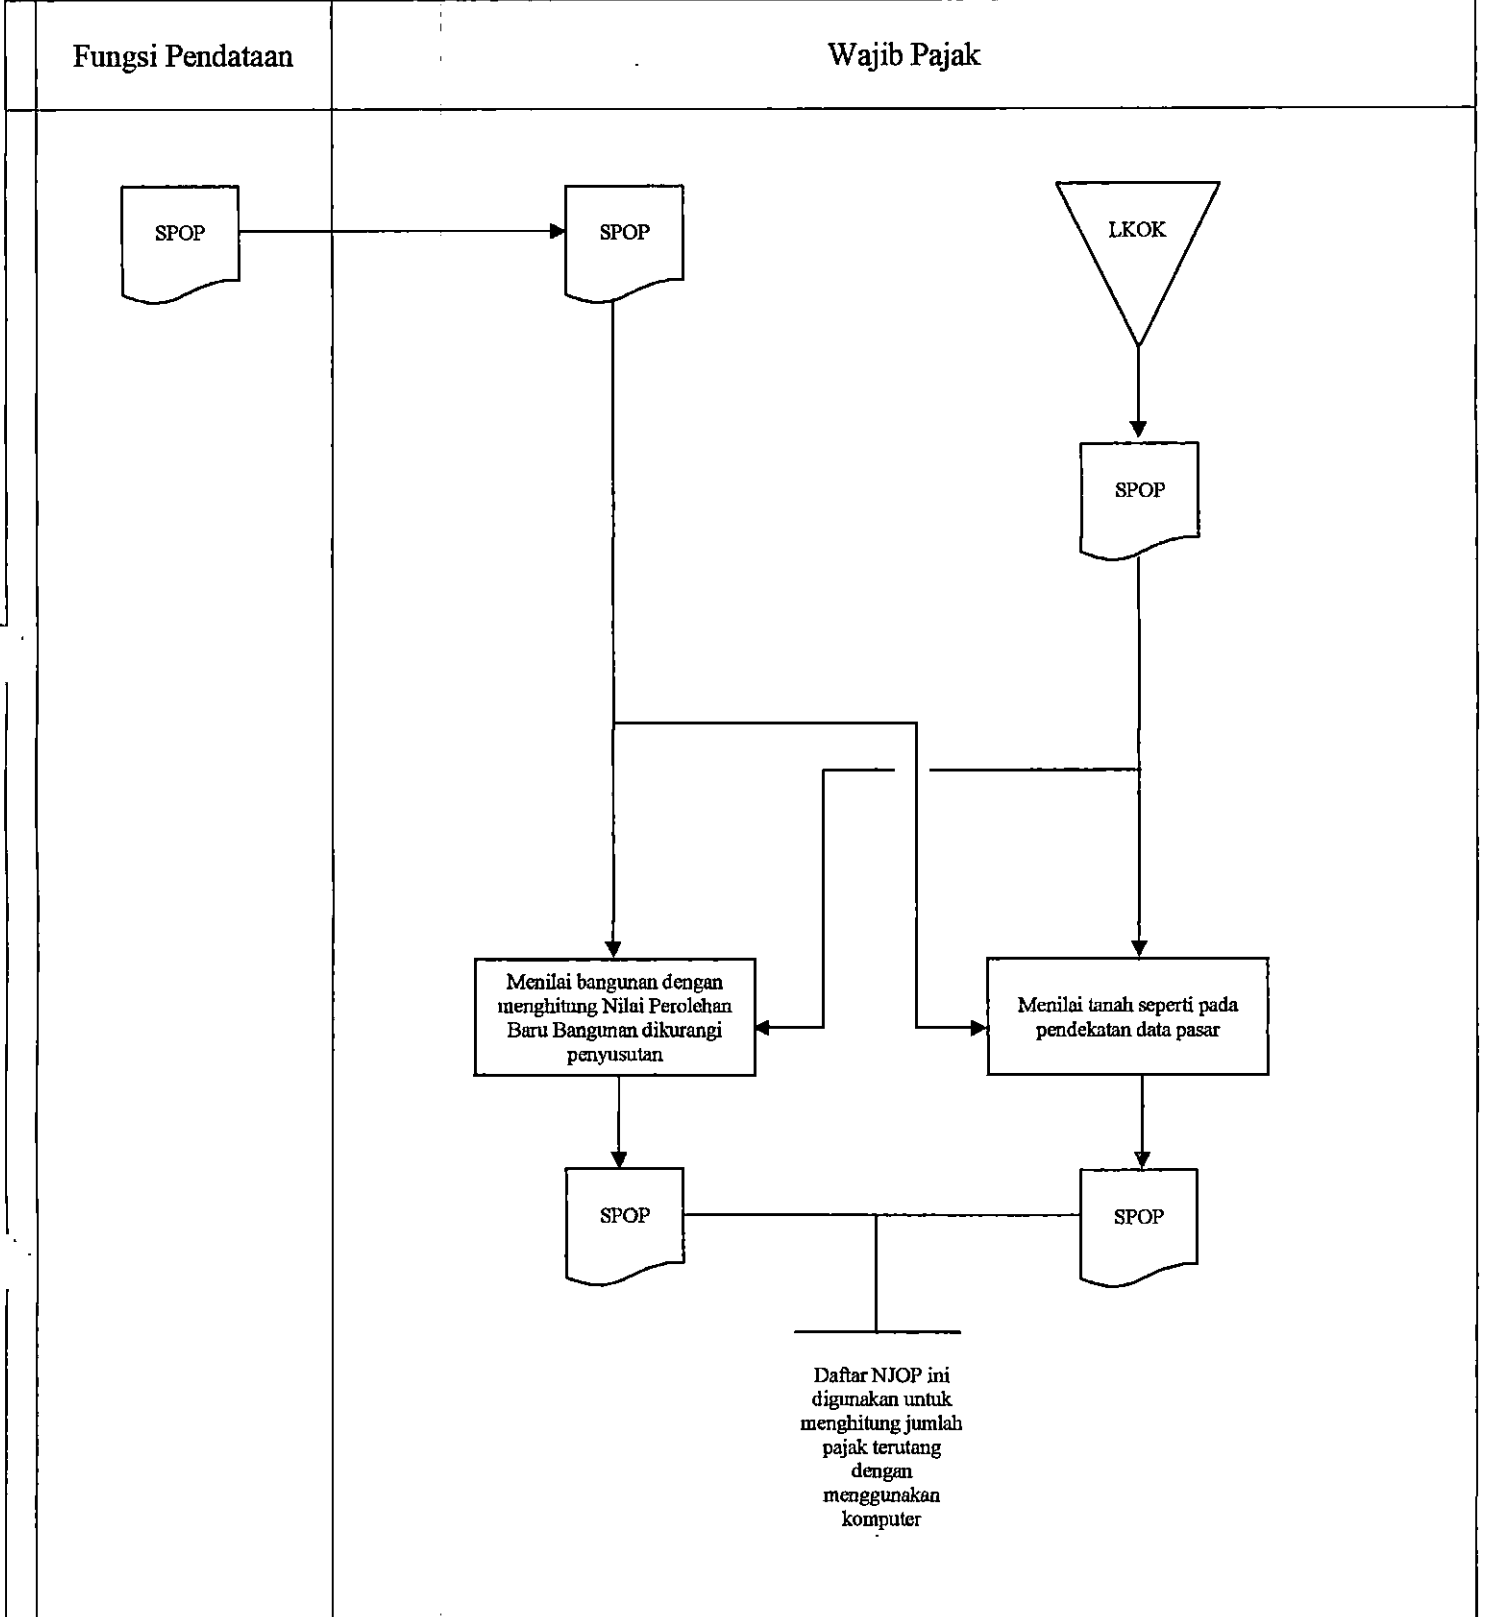 Fungsi Pendataan
Wajib Pajak
SPOP
SPOP
LKOK
SPOP
Menilai bangunan dengan
menghitung Nilai Perolehan
Baru Bangunan dikurangi
penyusutan
Menilai tanah seperti pada
pendekatan data pasar
SPOP
SPOP
Daftar NJOP ini
digunakan untuk
menghitung jumlah
pajak terutang
dengan
menggunakan
komputer